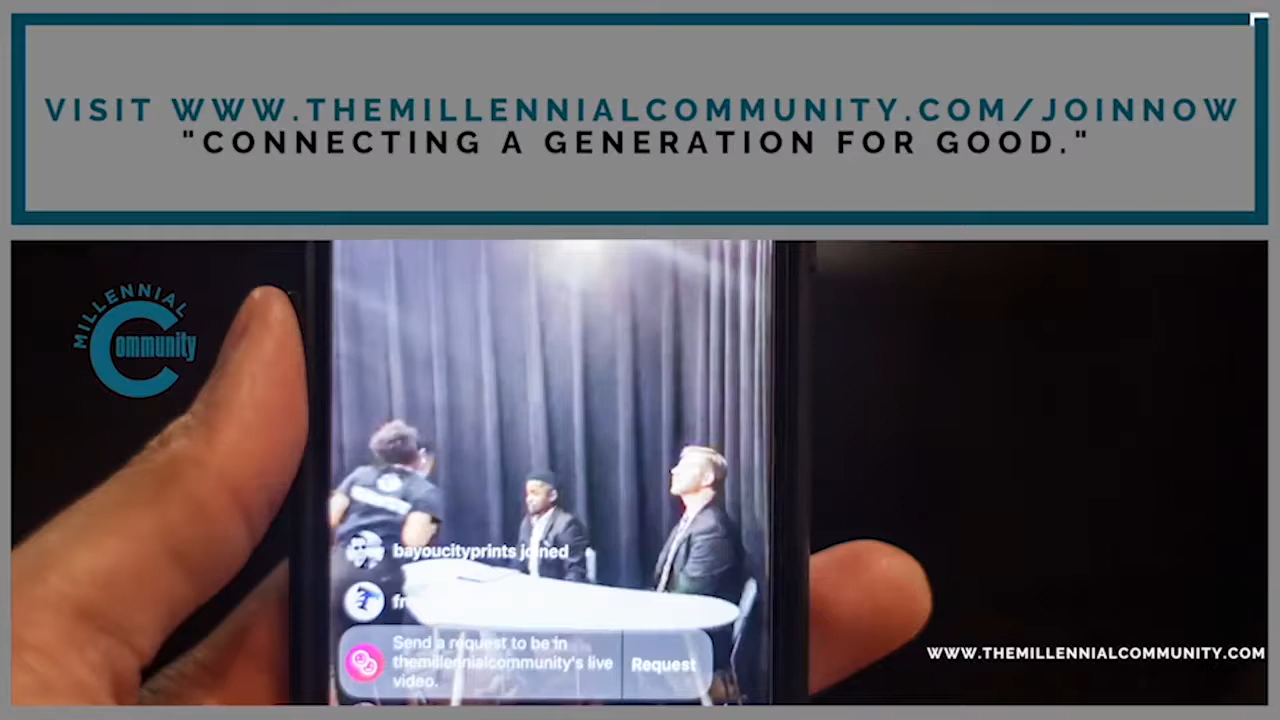 VISIT WWW.THEMILLENNIALCOMMUNITY.COM/JOINNOW
"CONNECTING A GENERATION FOR GOOD."
MILLENNIAL
Community
bayoucityprints joined
Send a request to be in
themillennialcommunity's live
video.
Request
WWW.THEMILLENNIALCOMMUNITY.COM